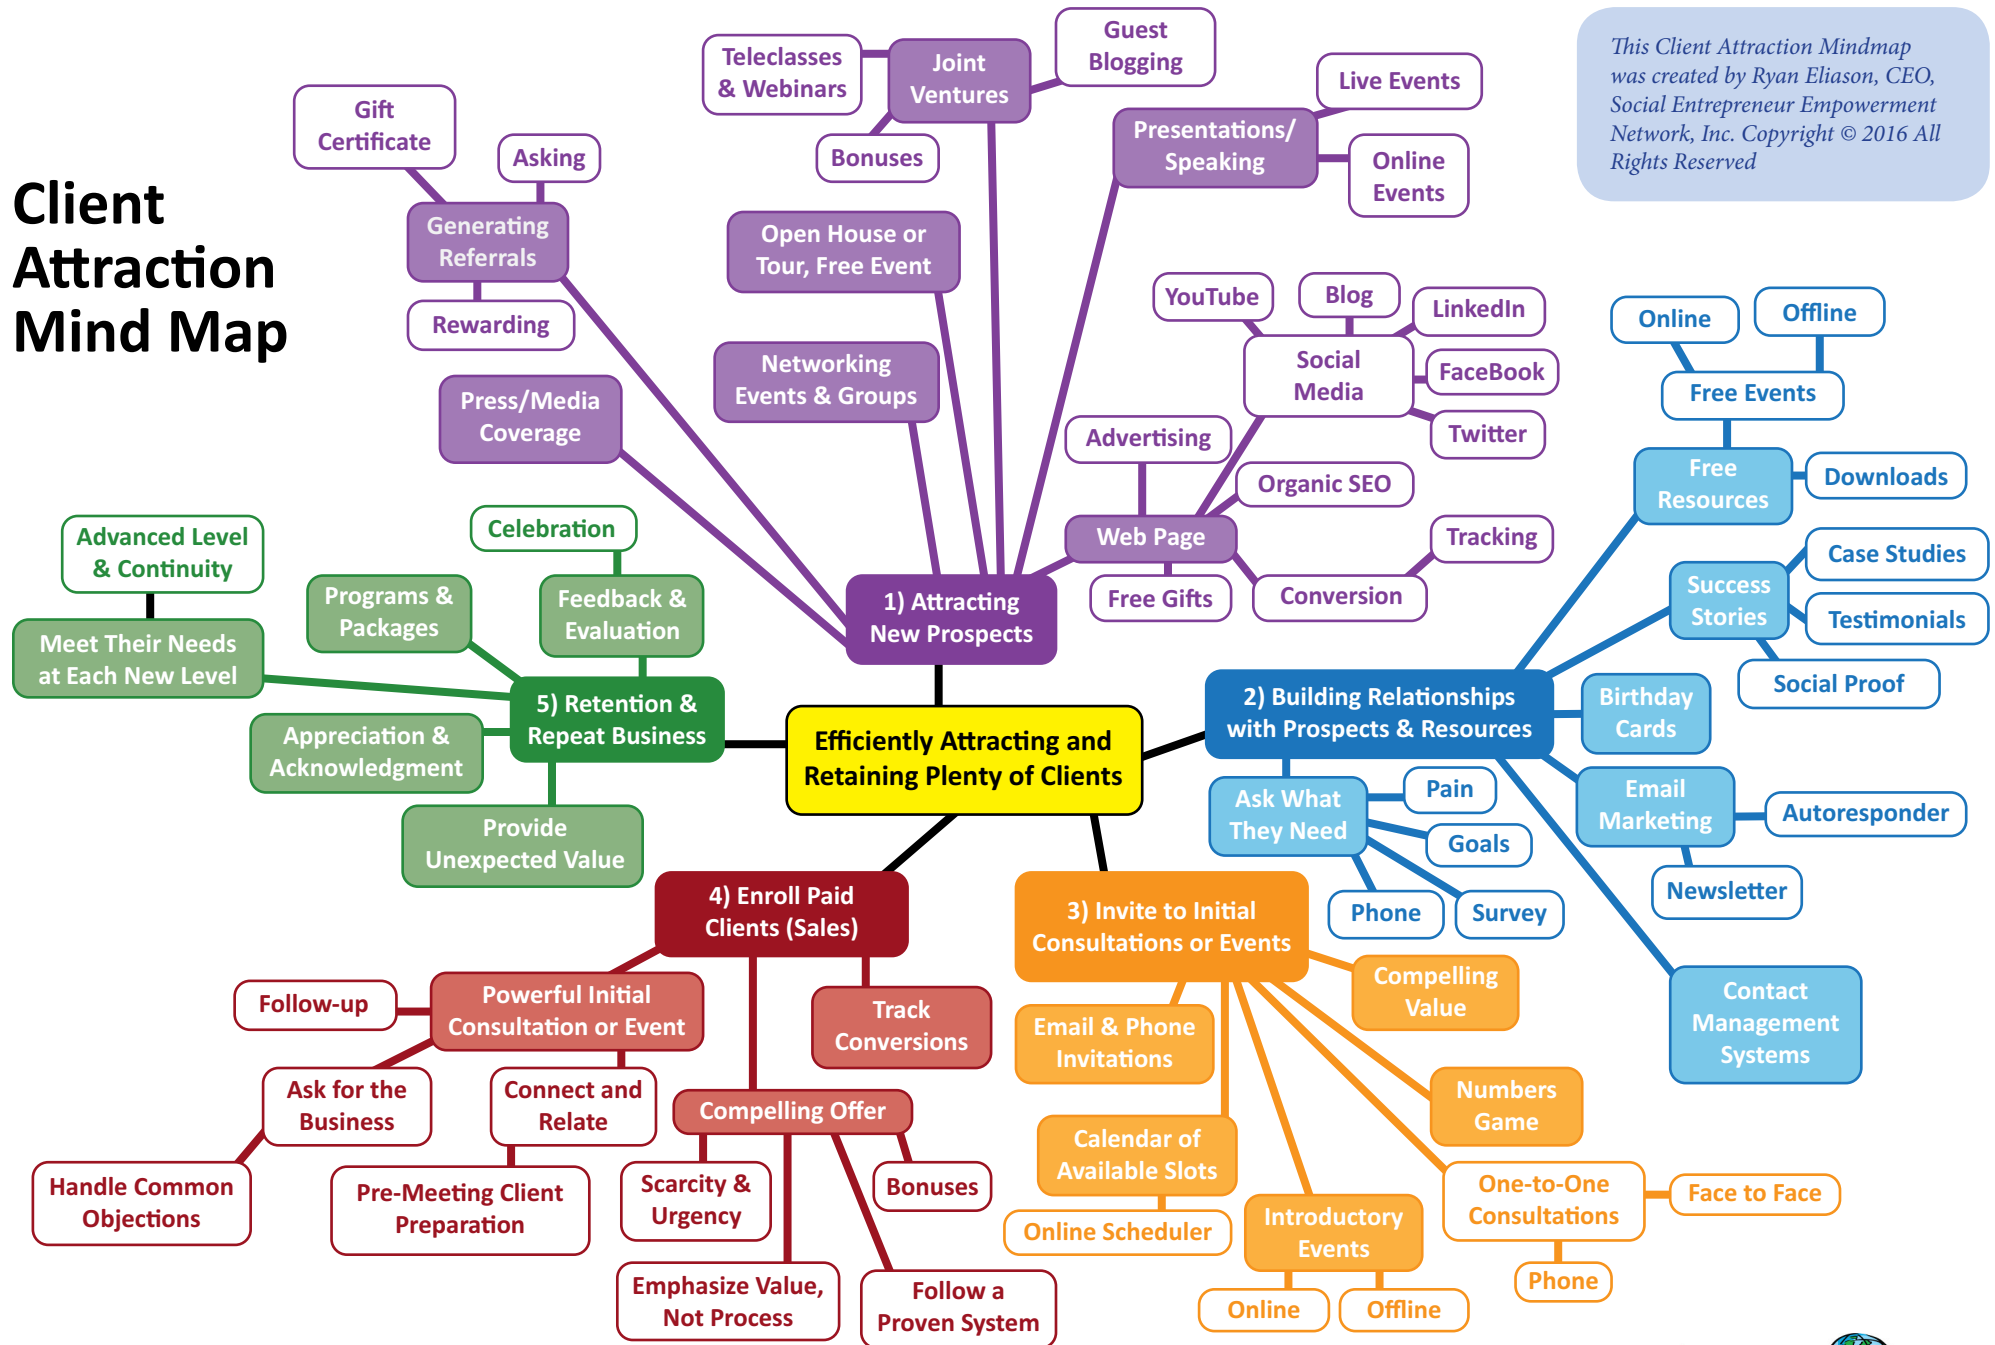 Client
Attraction
Mind Map
This Client Attraction Mindmap
was created by Ryan Eliason, CEO,
Social Entrepreneur Empowerment
Network, Inc. Copyright © 2016 All
Rights Reserved
Efficiently Attracting and
Retaining Plenty of Clients
1) Attracting
New Prospects
Press/Media
Coverage
Generating
Referrals
Gift
Certificate
Asking
Rewarding
Networking
Events & Groups
Open House or
Tour, Free Event
Joint
Ventures
Teleclasses
& Webinars
Bonuses
Guest
Blogging
Presentations/
Speaking
Live Events
Online
Events
Web Page
Advertising
Social
Media
YouTube
Blog
LinkedIn
FaceBook
Twitter
Organic SEO
Free Gifts
Conversion
Tracking
2) Building Relationships
with Prospects & Resources
Free
Resources
Free Events
Online
Offline
Downloads
Success
Stories
Case Studies
Testimonials
Social Proof
Birthday
Cards
Email
Marketing
Autoresponder
Newsletter
Contact
Management
Systems
Ask What
They Need
Pain
Goals
Survey
Phone
3) Invite to Initial
Consultations or Events
Compelling
Value
Numbers
Game
One-to-One
Consultations
Face to Face
Phone
Introductory
Events
Online
Offline
Calendar of
Available Slots
Online Scheduler
Email & Phone
Invitations
4) Enroll Paid
Clients (Sales)
Track
Conversions
Compelling Offer
Scarcity &
Urgency
Emphasize Value,
Not Process
Follow a
Proven System
Bonuses
Powerful Initial
Consultation or Event
Follow-up
Ask for the
Business
Handle Common
Objections
Connect and
Relate
Pre-Meeting Client
Preparation
5) Retention &
Repeat Business
Provide
Unexpected Value
Appreciation &
Acknowledgment
Meet Their Needs
at Each New Level
Advanced Level
& Continuity
Programs &
Packages
Feedback &
Evaluation
Celebration